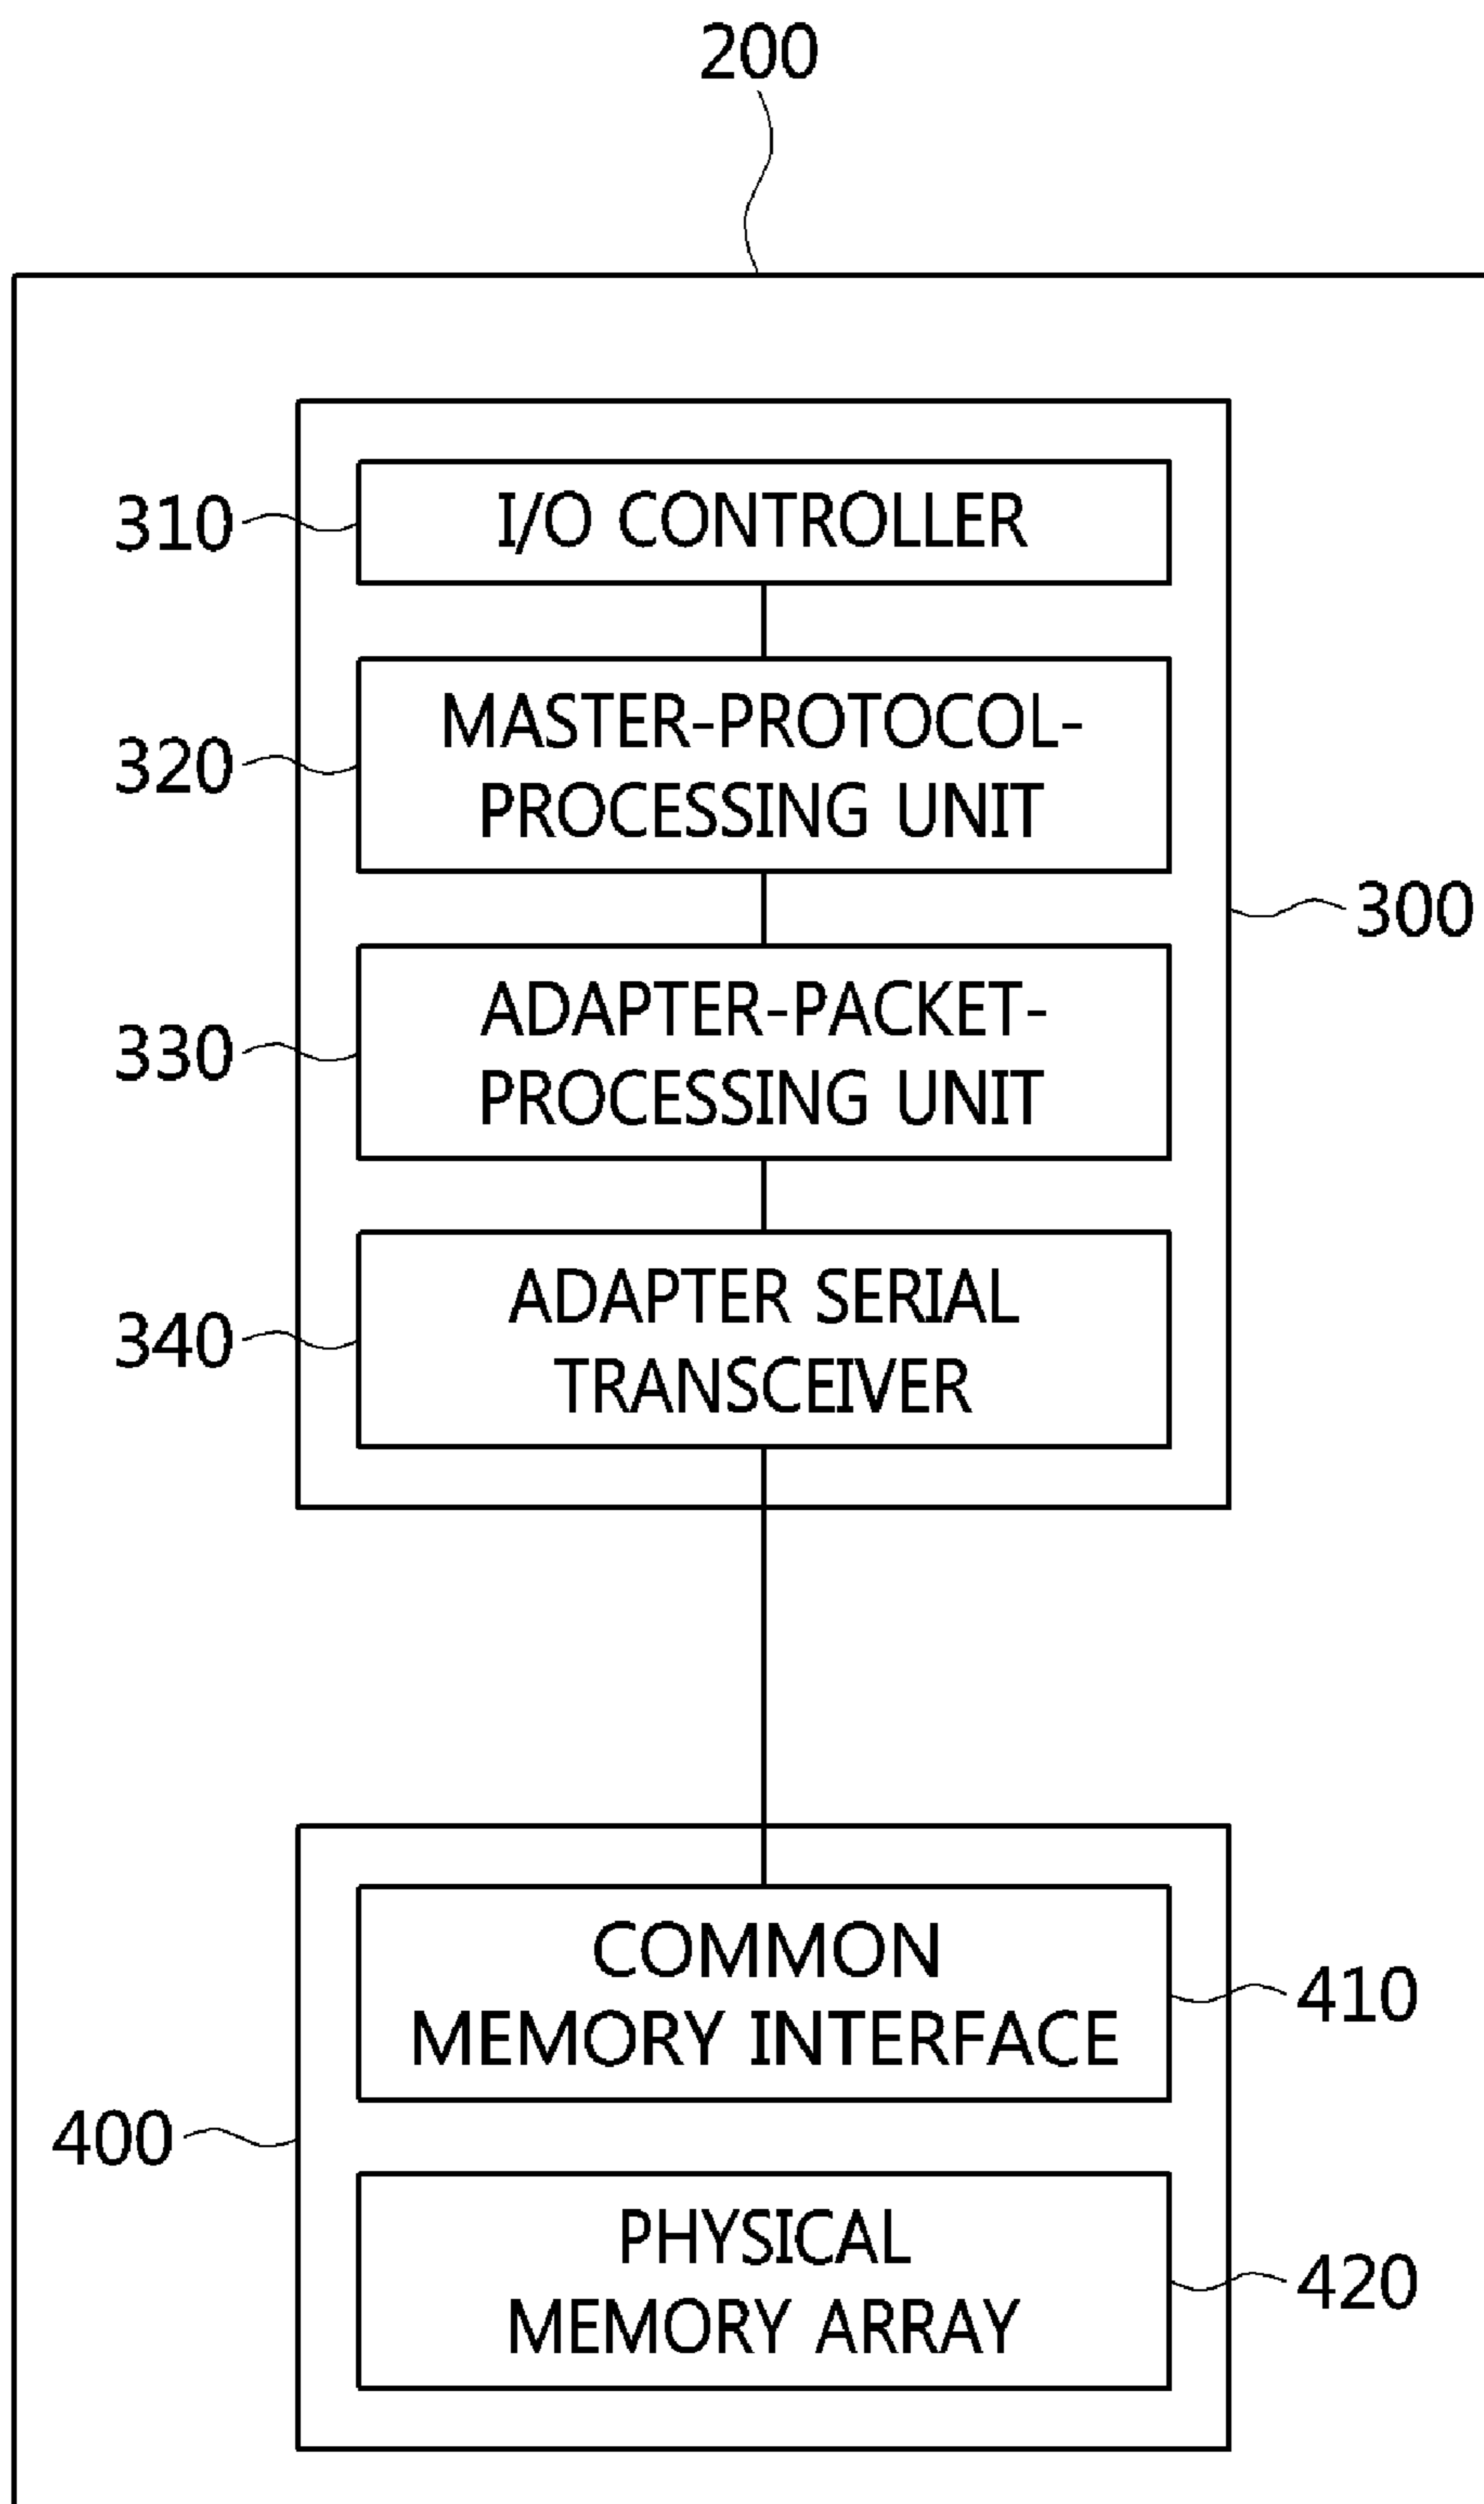 200
310
I/O CONTROLLER
320
MASTER-PROTOCOL-
PROCESSING UNIT
300
330
ADAPTER-PACKET-
PROCESSING UNIT
340
ADAPTER SERIAL
TRANSCEIVER
COMMON
MEMORY INTERFACE
410
400
PHYSICAL
MEMORY ARRAY
420